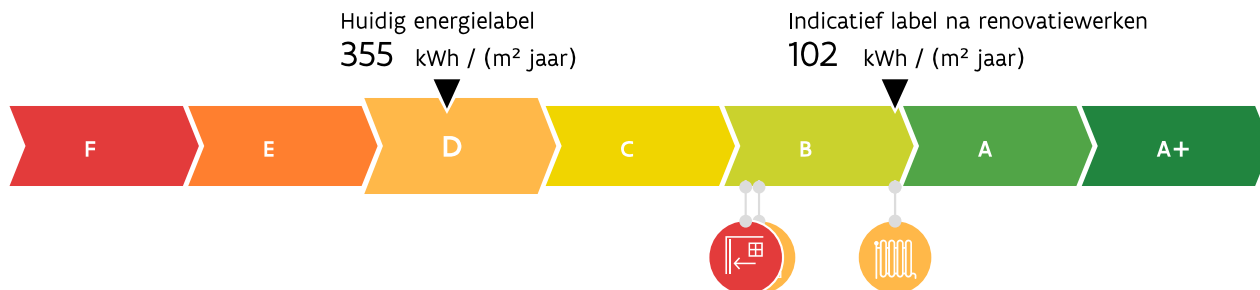 Huidig energielabel
355 kWh / (m² jaar)
Indicatief label na renovatiewerken
102 kWh / (m² jaar)
F E D C B A A+